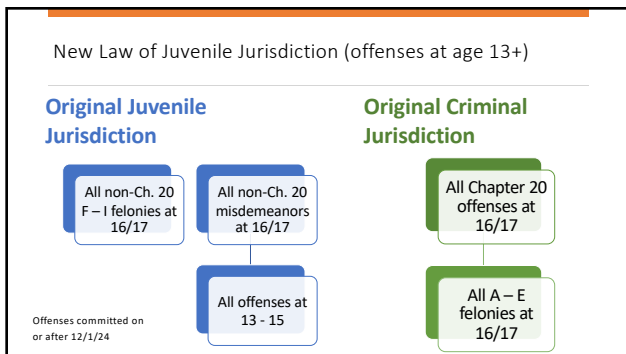 New Law of Juvenile Jurisdiction (offenses at age 13+)
Original Juvenile
Jurisdiction
All non-Ch. 20
F – I felonies at
16/17
All non-Ch. 20
misdemeanors
at 16/17
All offenses at
13 - 15
Original Criminal
Jurisdiction
All Chapter 20
offenses at
16/17
All A – E
felonies at
16/17
Offenses committed on
or after 12/1/24